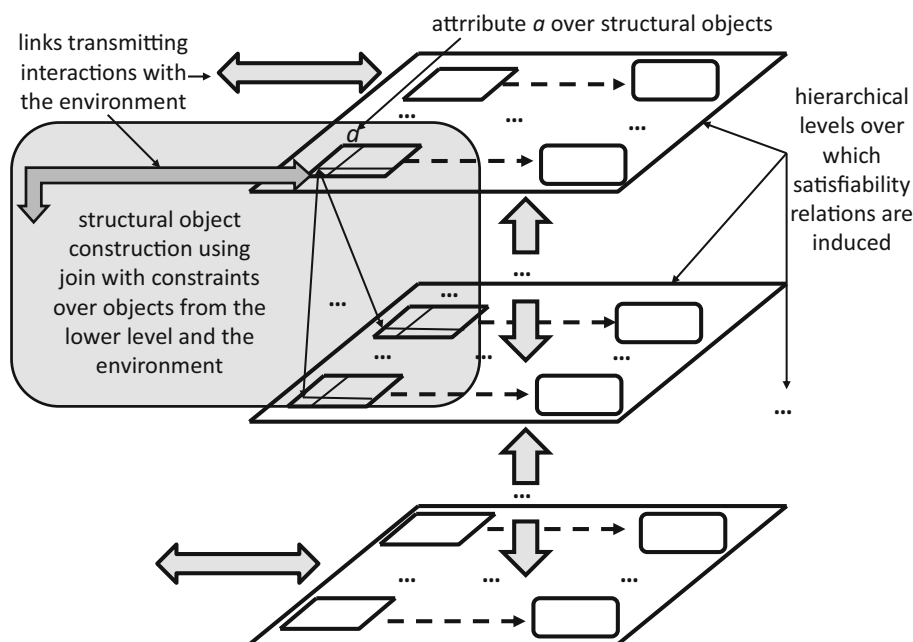 attrribute a over structural objects
links transmitting
interactions with
the environment
hierarchical
levels over
which
satisfiability
relations are
induced
...
...
...
a
structural object
construction using
join with constraints
over objects from the
lower level and the
environment
...
...
...
...
...
...
...
...
...
...
...
...